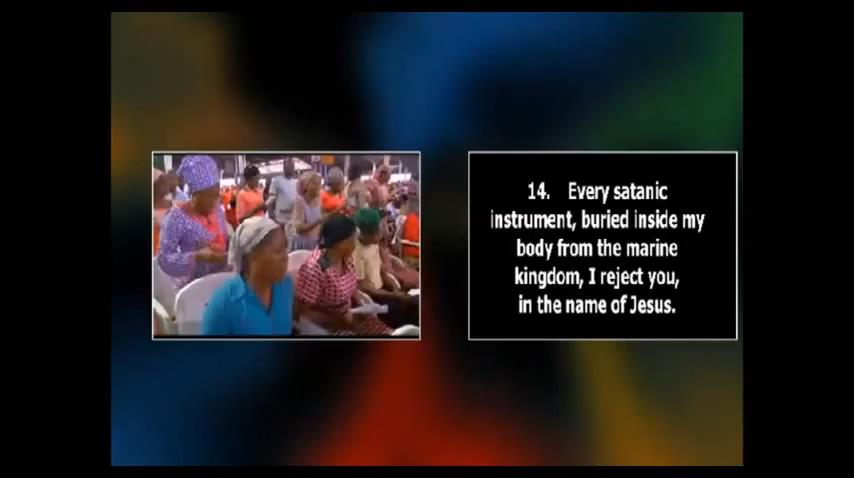 14. Every satanic
instrument, buried inside my
body from the marine
kingdom, I reject you,
in the name of Jesus.